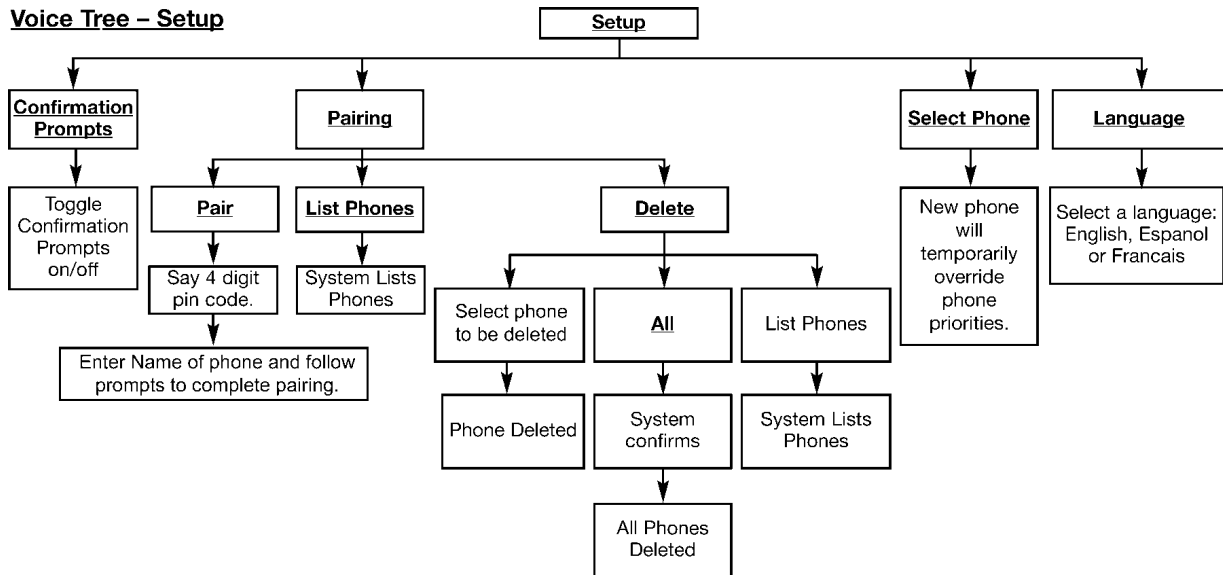 Voice Tree – Setup
Setup
Confirmation
Prompts
Pairing
Select Phone
Language
Toggle
Confirmation
Prompts
on/off
Pair
List Phones
Delete
New phone
will
temporarily
override
phone
priorities.
Select a language:
English, Espanol
or Francais
Say 4 digit
pin code.
System Lists
Phones
Select phone
to be deleted
All
List Phones
Enter Name of phone and follow
prompts to complete pairing.
Phone Deleted
System
confirms
System Lists
Phones
All Phones
Deleted